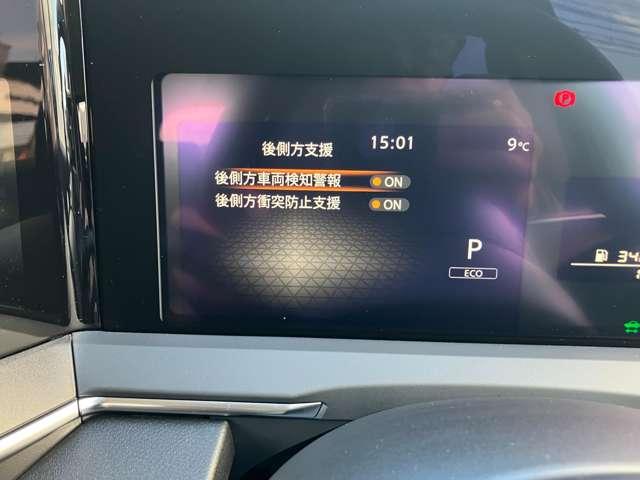 後側方支援 15:01 9℃
後側方車両検知警報 ON
後側方衝突防止支援 ON
P
ECO